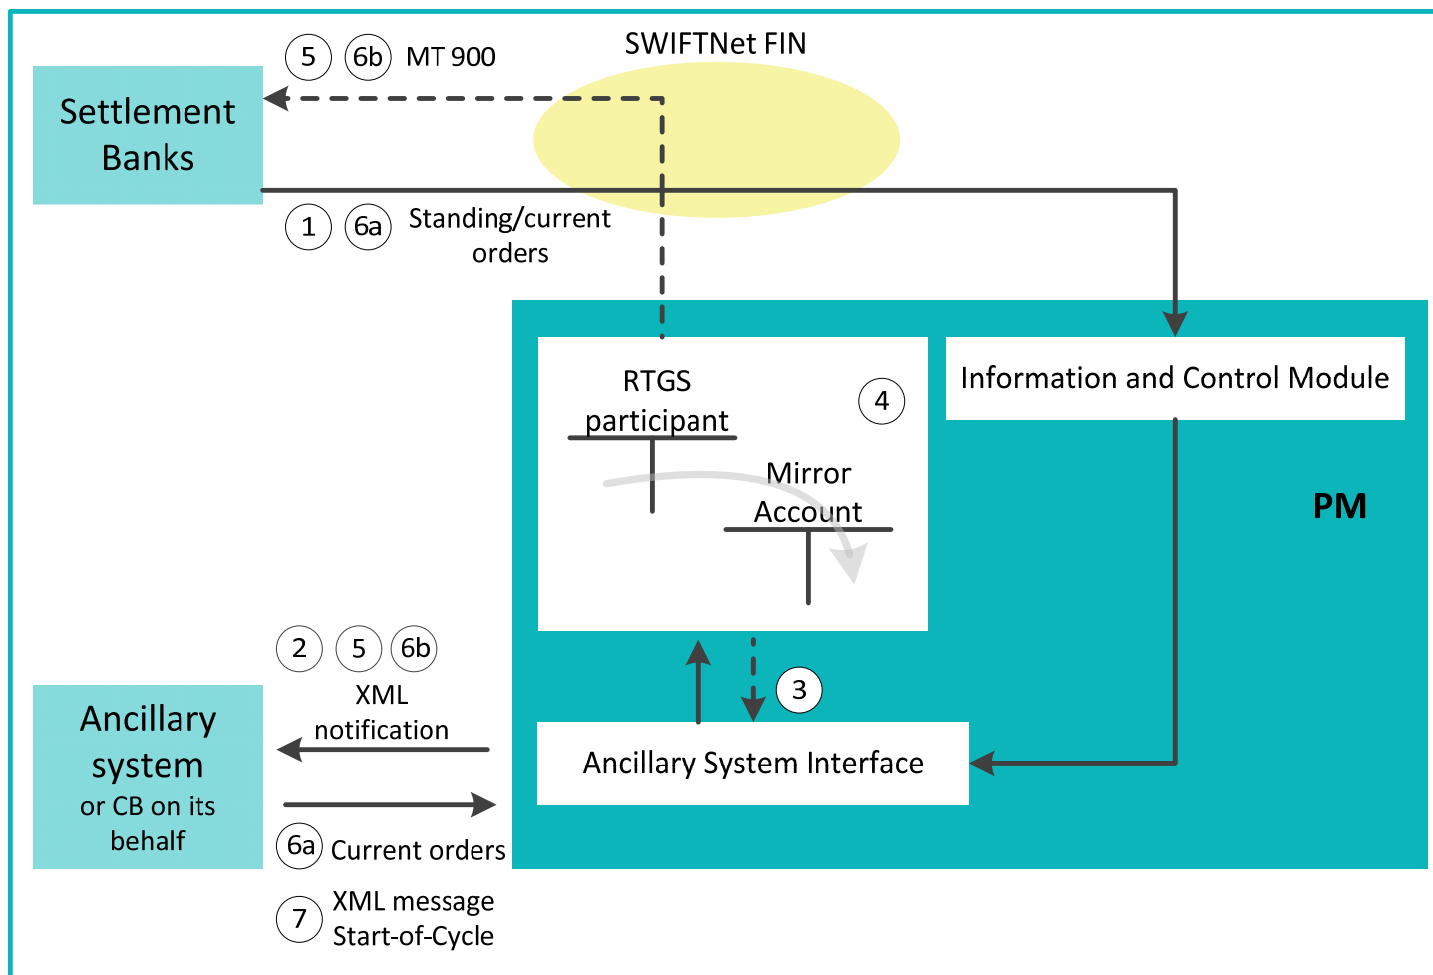 SWIFTNet FIN
5 6b MT 900
Settlement
Banks
1 6a Standing/current
orders
RTGS
participant
4
Information and Control Module
Mirror
Account
PM
2 5 6b
XML
notification
3
Ancillary
system
or CB on its
behalf
Ancillary System Interface
6a Current orders
7 XML message
Start-of-Cycle